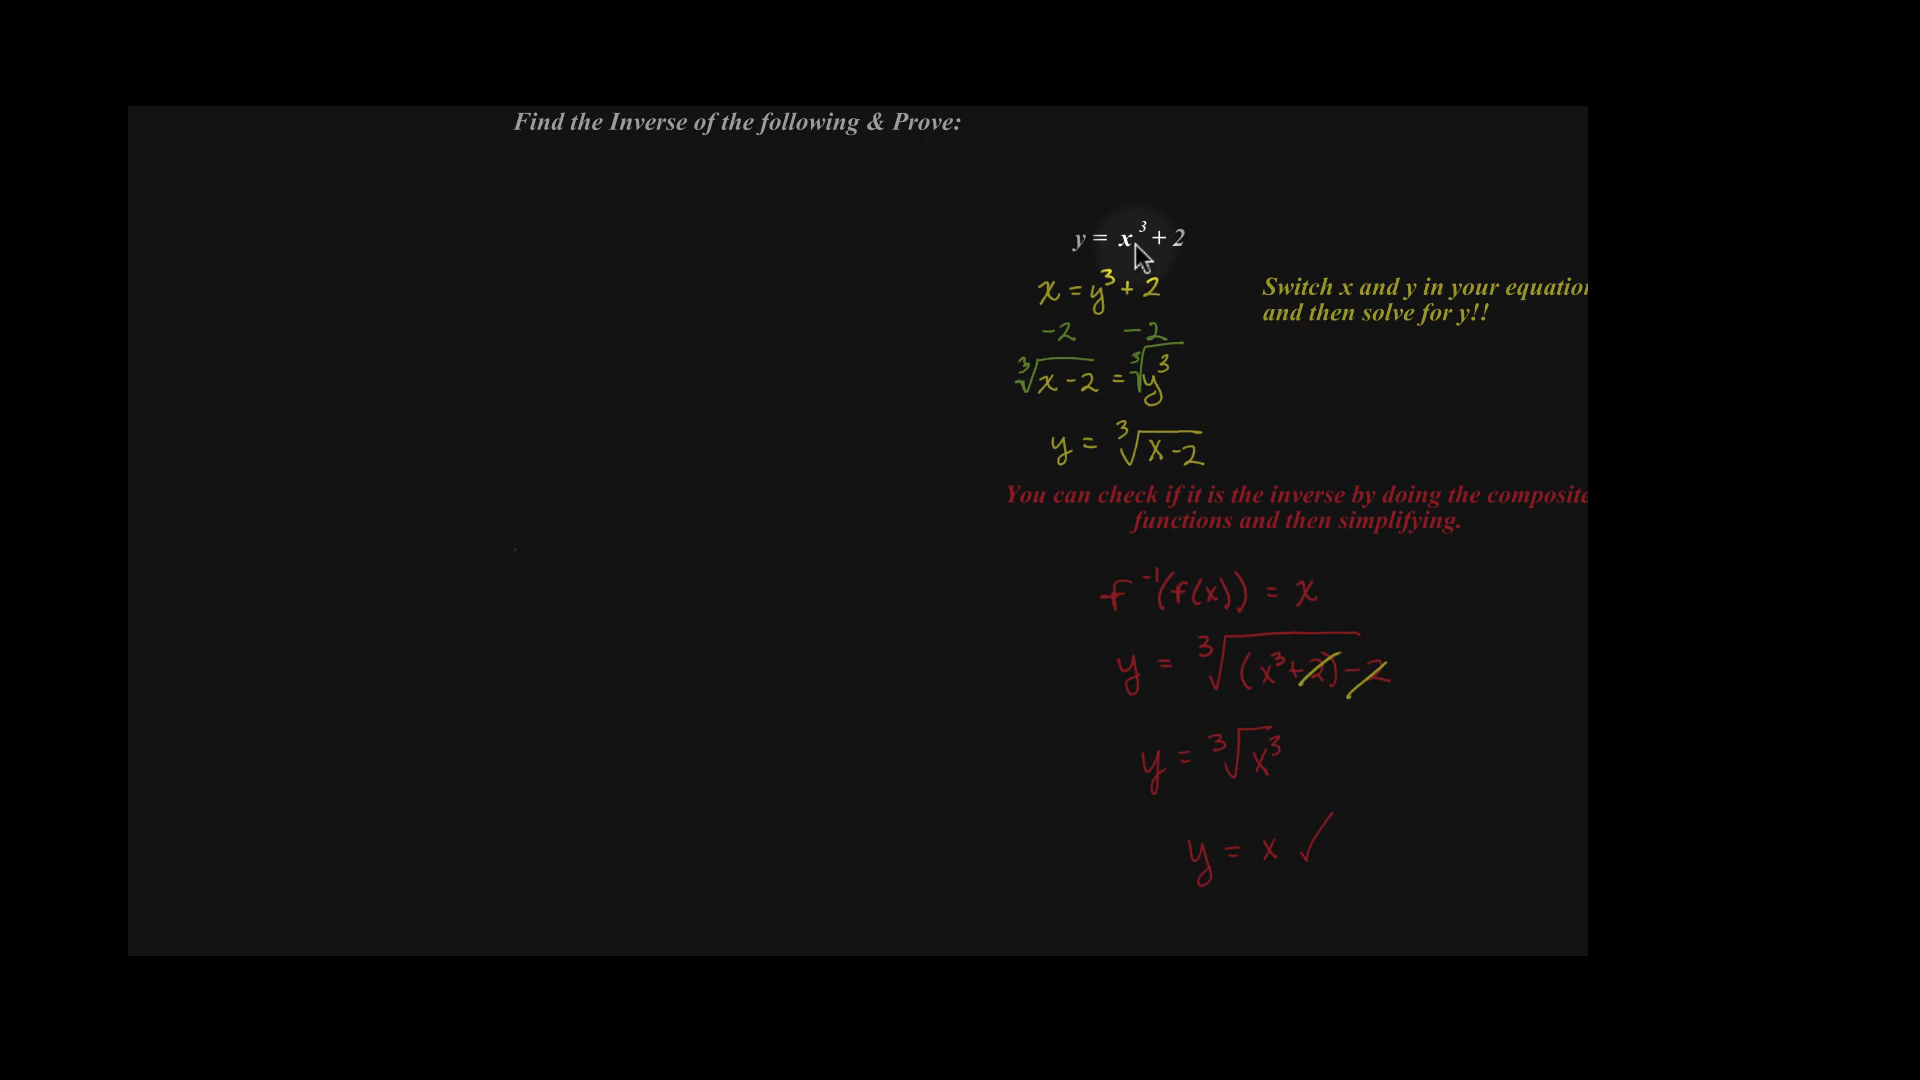 Find the Inverse of the following & Prove:
y = x³ + 2
x = y³ + 2
Switch x and y in your equation
and then solve for y!!
-2 -2
∛(x-2) = ∛(y³)
y = ∛(x-2)
You can check if it is the inverse by doing the composite
functions and then simplifying.
f⁻¹(f(x)) = x
y = ∛((x³+2)-2)
y = ∛(x³)
y = x ✓